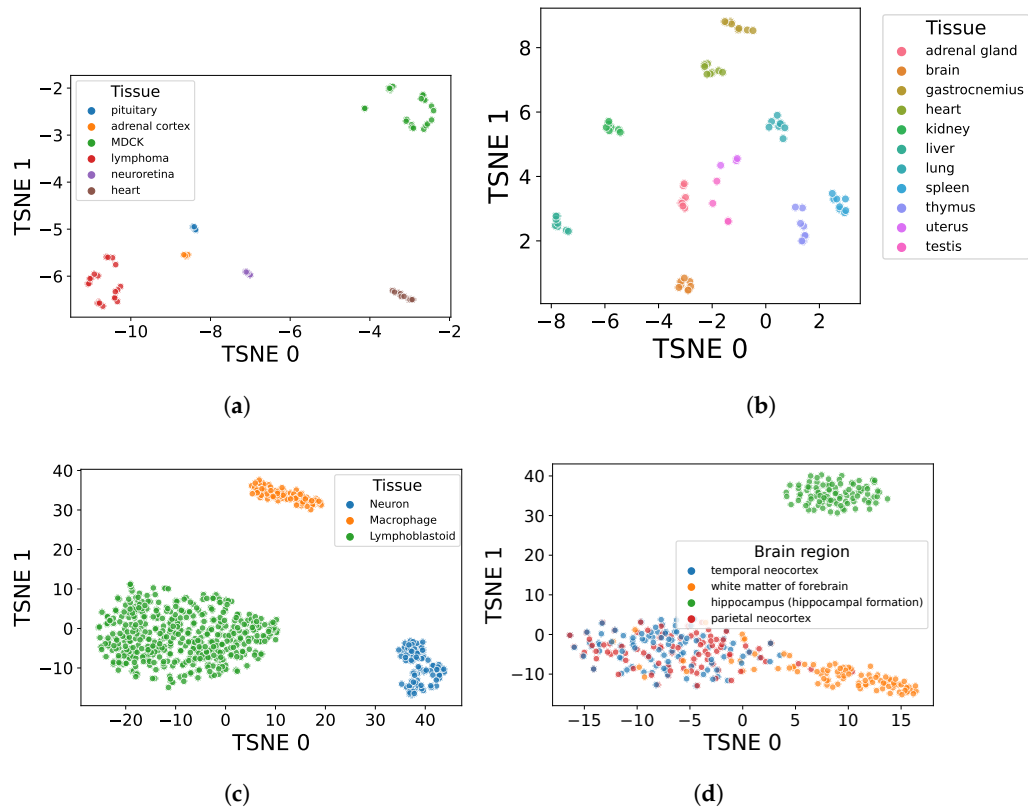 Tissue
pituitary
adrenal cortex
MDCK
lymphoma
neuroretina
heart
−2
−3
−4
−5
−6
TSNE 1
−10
−8
−6
−4
−2
TSNE 0
(a)
Tissue
adrenal gland
brain
gastrocnemius
heart
kidney
liver
lung
spleen
thymus
uterus
testis
8
6
4
2
TSNE 1
−8
−6
−4
−2
0
2
TSNE 0
(b)
Tissue
Neuron
Macrophage
Lymphoblastoid
40
30
20
10
0
−10
TSNE 1
−20
−10
0
10
20
30
40
TSNE 0
(c)
Brain region
temporal neocortex
white matter of forebrain
hippocampus (hippocampal formation)
parietal neocortex
40
30
20
10
0
−10
TSNE 1
−15
−10
−5
0
5
10
15
TSNE 0
(d)